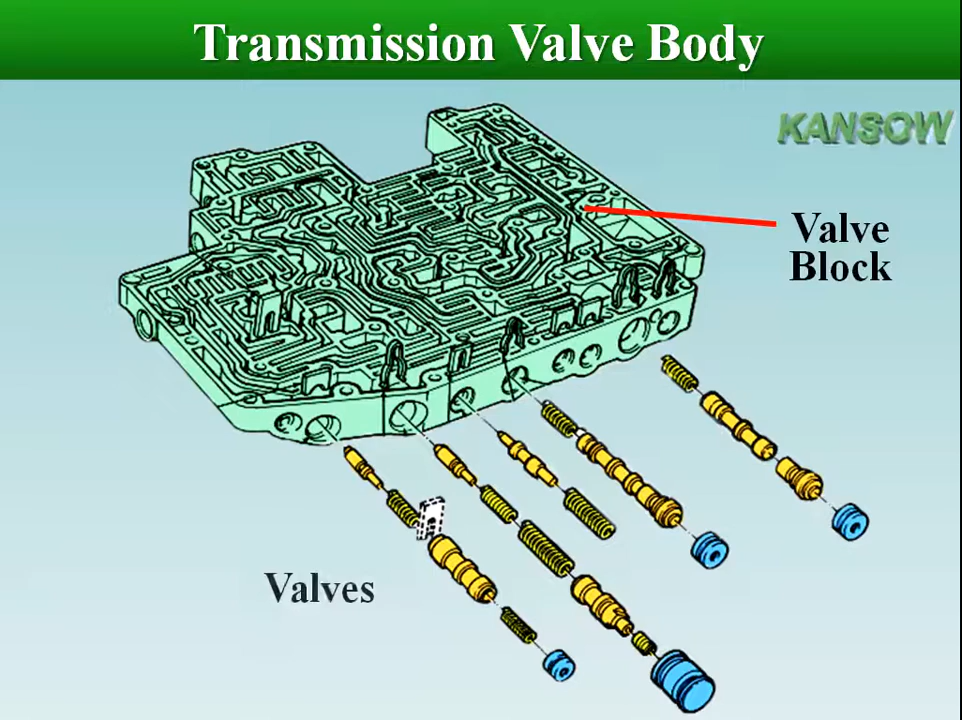 Transmission Valve Body
KANSOW
Valve
Block
Valves